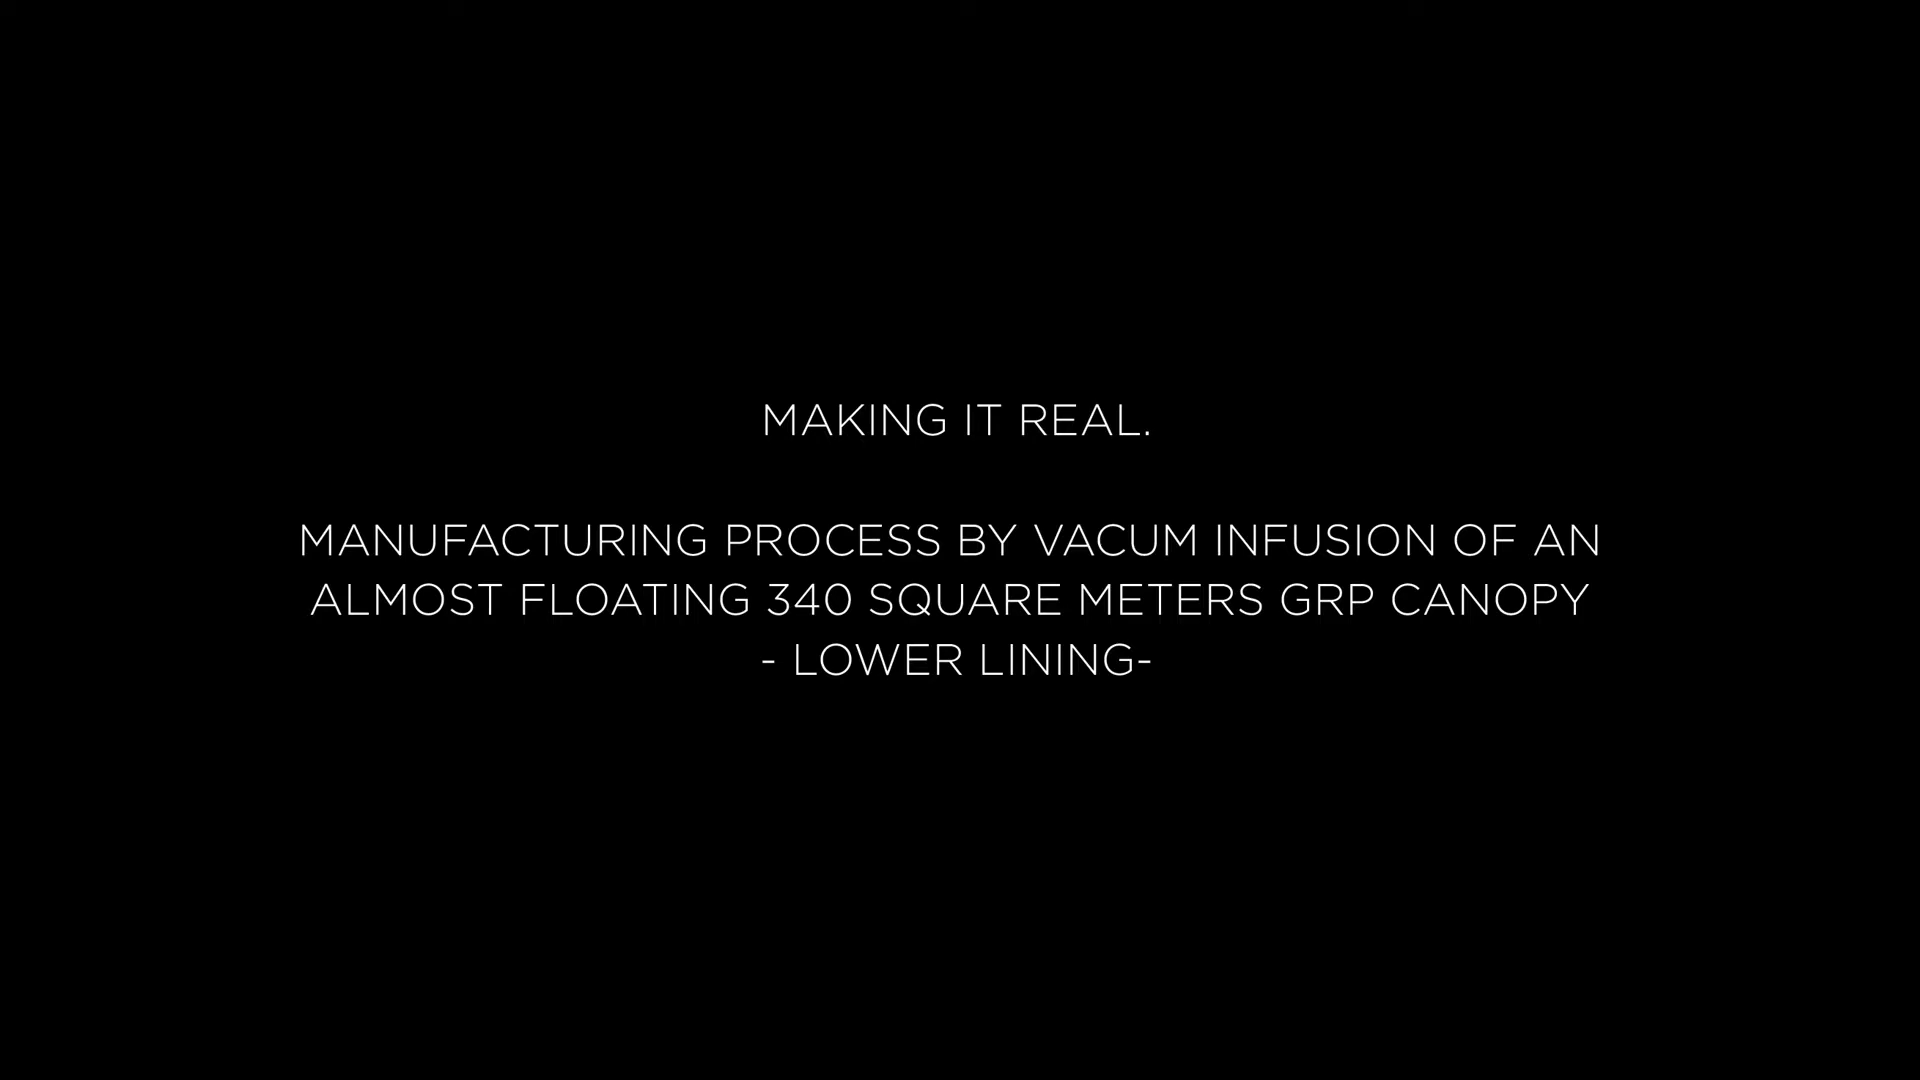 MAKING IT REAL.
MANUFACTURING PROCESS BY VACUM INFUSION OF AN
ALMOST FLOATING 340 SQUARE METERS GRP CANOPY
- LOWER LINING-